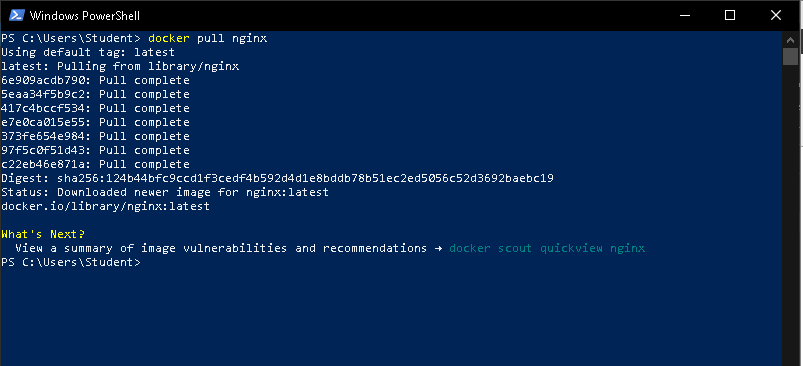 Windows PowerShell
PS C:\Users\Student> docker pull nginx
Using default tag: latest
latest: Pulling from library/nginx
6e909acdb790: Pull complete
5eaa34f5b9c2: Pull complete
417c4bccf534: Pull complete
e7e0ca015e55: Pull complete
373fe654e984: Pull complete
97f5c0f51d43: Pull complete
c22eb46e871a: Pull complete
Digest: sha256:124b44bfc9ccd1f3cedf4b592d4d1e8bddb78b51ec2ed5056c52d3692baebc19
Status: Downloaded newer image for nginx:latest
docker.io/library/nginx:latest
What's Next?
View a summary of image vulnerabilities and recommendations → docker scout quickview nginx
PS C:\Users\Student>